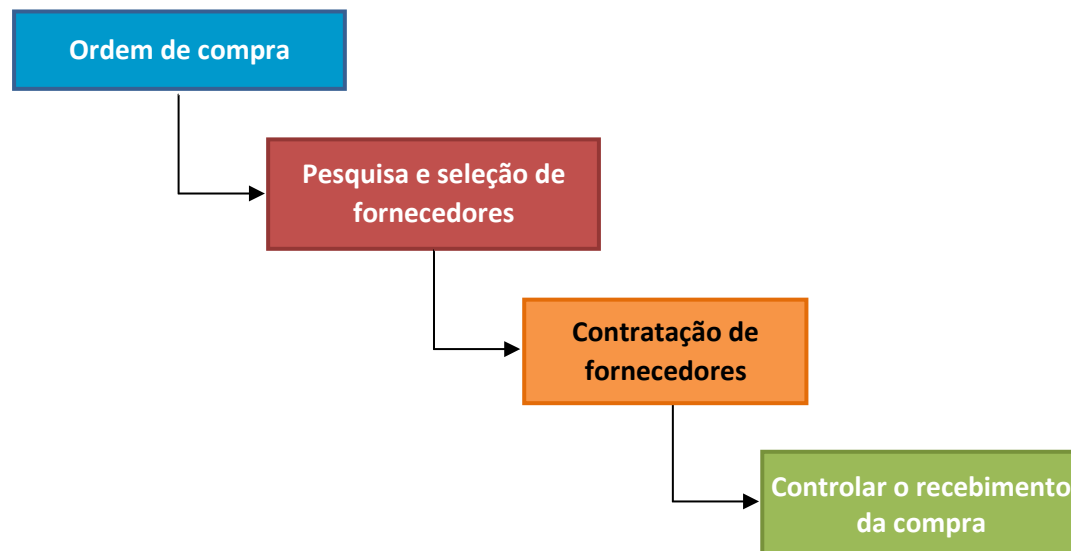 Ordem de compra
Pesquisa e seleção de
fornecedores
Contratação de
fornecedores
Controlar o recebimento
da compra